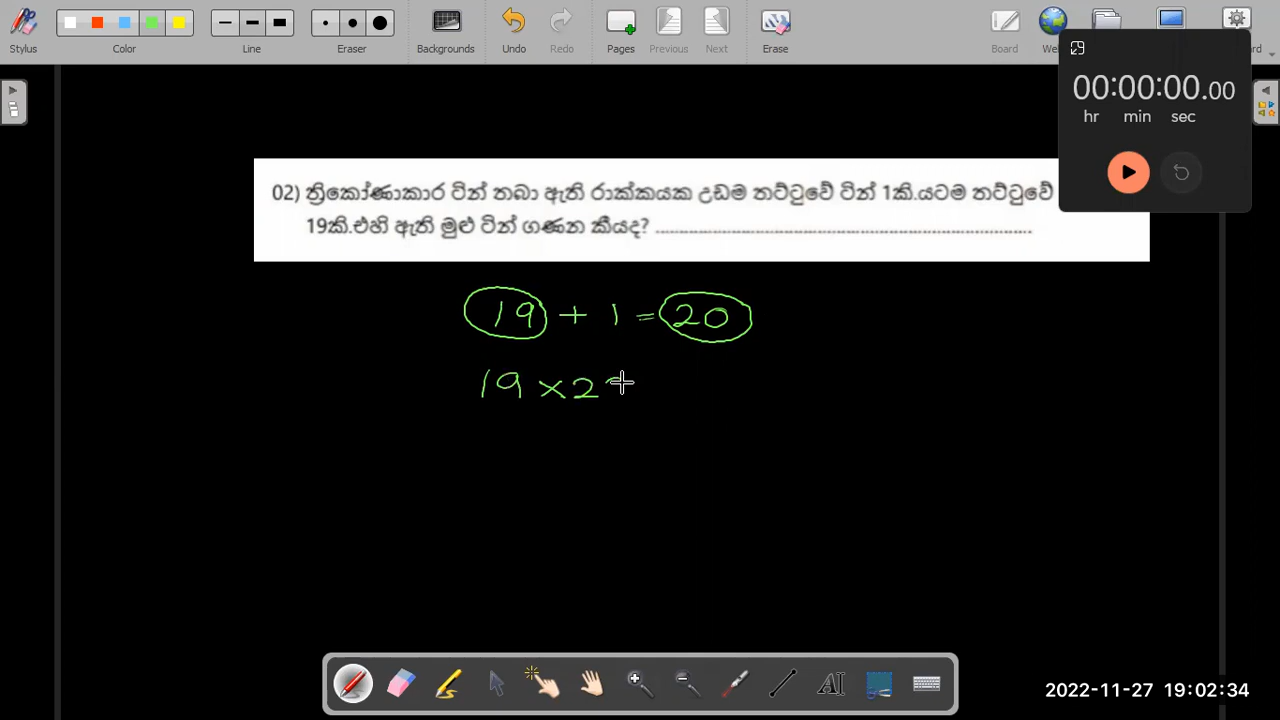 Stylus
Color
Line
Eraser
Backgrounds
Undo
Redo
Pages
Previous
Next
Erase
Board
00:00:00.00
hr min sec
02) ත්‍රිකෝණාකාර ටින් තබා ඇති රාක්කයක උඩම තට්ටුවේ ටින් 1කි.යටම තට්ටුවේ
19කි.එහි ඇති මුළු ටින් ගණන කීයද? ....................................................................................
19 + 1 = 20
19 × 2
2022-11-27 19:02:34